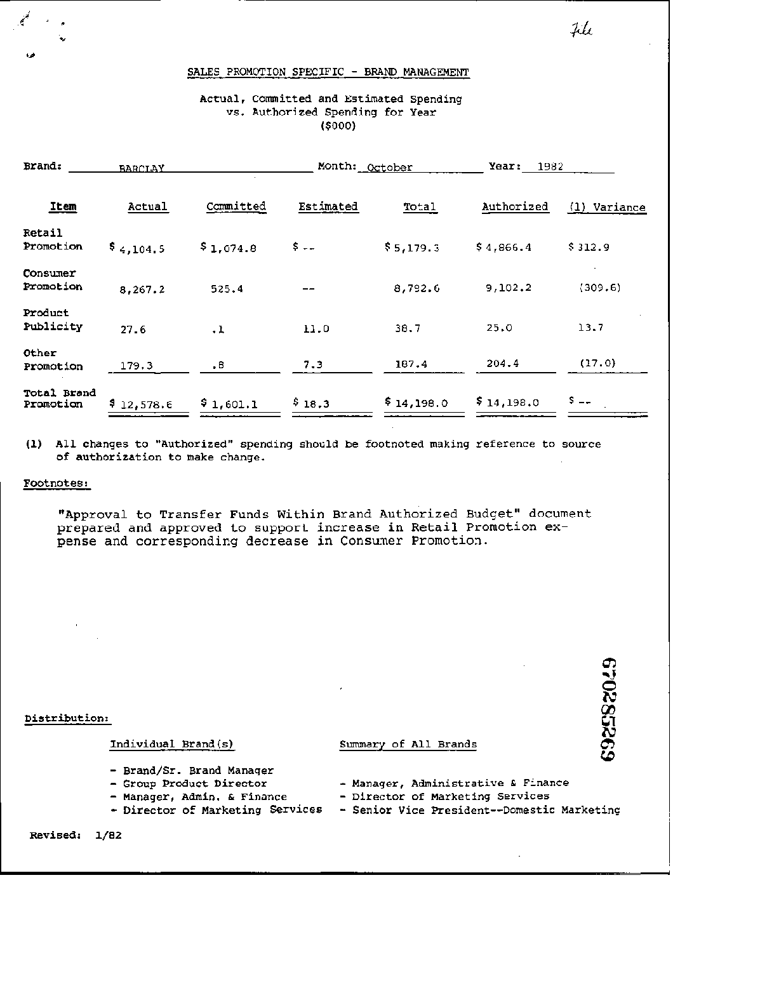 File
SALES PROMOTION SPECIFIC - BRAND MANAGEMENT
Actual, Committed and Estimated Spending
vs. Authorized Spending for Year
($000)
Brand: BARCLAY Month: October Year: 1982
Item Actual Committed Estimated Total Authorized (1) Variance
Retail
Promotion $ 4,104.5 $ 1,074.8 $ -- $ 5,179.3 $ 4,866.4 $ 312.9
Consumer
Promotion 8,267.2 525.4 -- 8,792.6 9,102.2 (309.6)
Product
Publicity 27.6 .1 11.0 38.7 25.0 13.7
Other
Promotion 179.3 .8 7.3 187.4 204.4 (17.0)
Total Brand
Promotion $ 12,578.6 $ 1,601.1 $ 18.3 $ 14,198.0 $ 14,198.0 $ --
(1) All changes to "Authorized" spending should be footnoted making reference to source
of authorization to make change.
Footnotes:
"Approval to Transfer Funds Within Brand Authorized Budget" document
prepared and approved to support increase in Retail Promotion ex-
pense and corresponding decrease in Consumer Promotion.
670285269
Distribution:
Individual Brand(s) Summary of All Brands
- Brand/Sr. Brand Manager
- Group Product Director - Manager, Administrative & Finance
- Manager, Admin. & Finance - Director of Marketing Services
- Director of Marketing Services - Senior Vice President--Domestic Marketing
Revised: 1/82